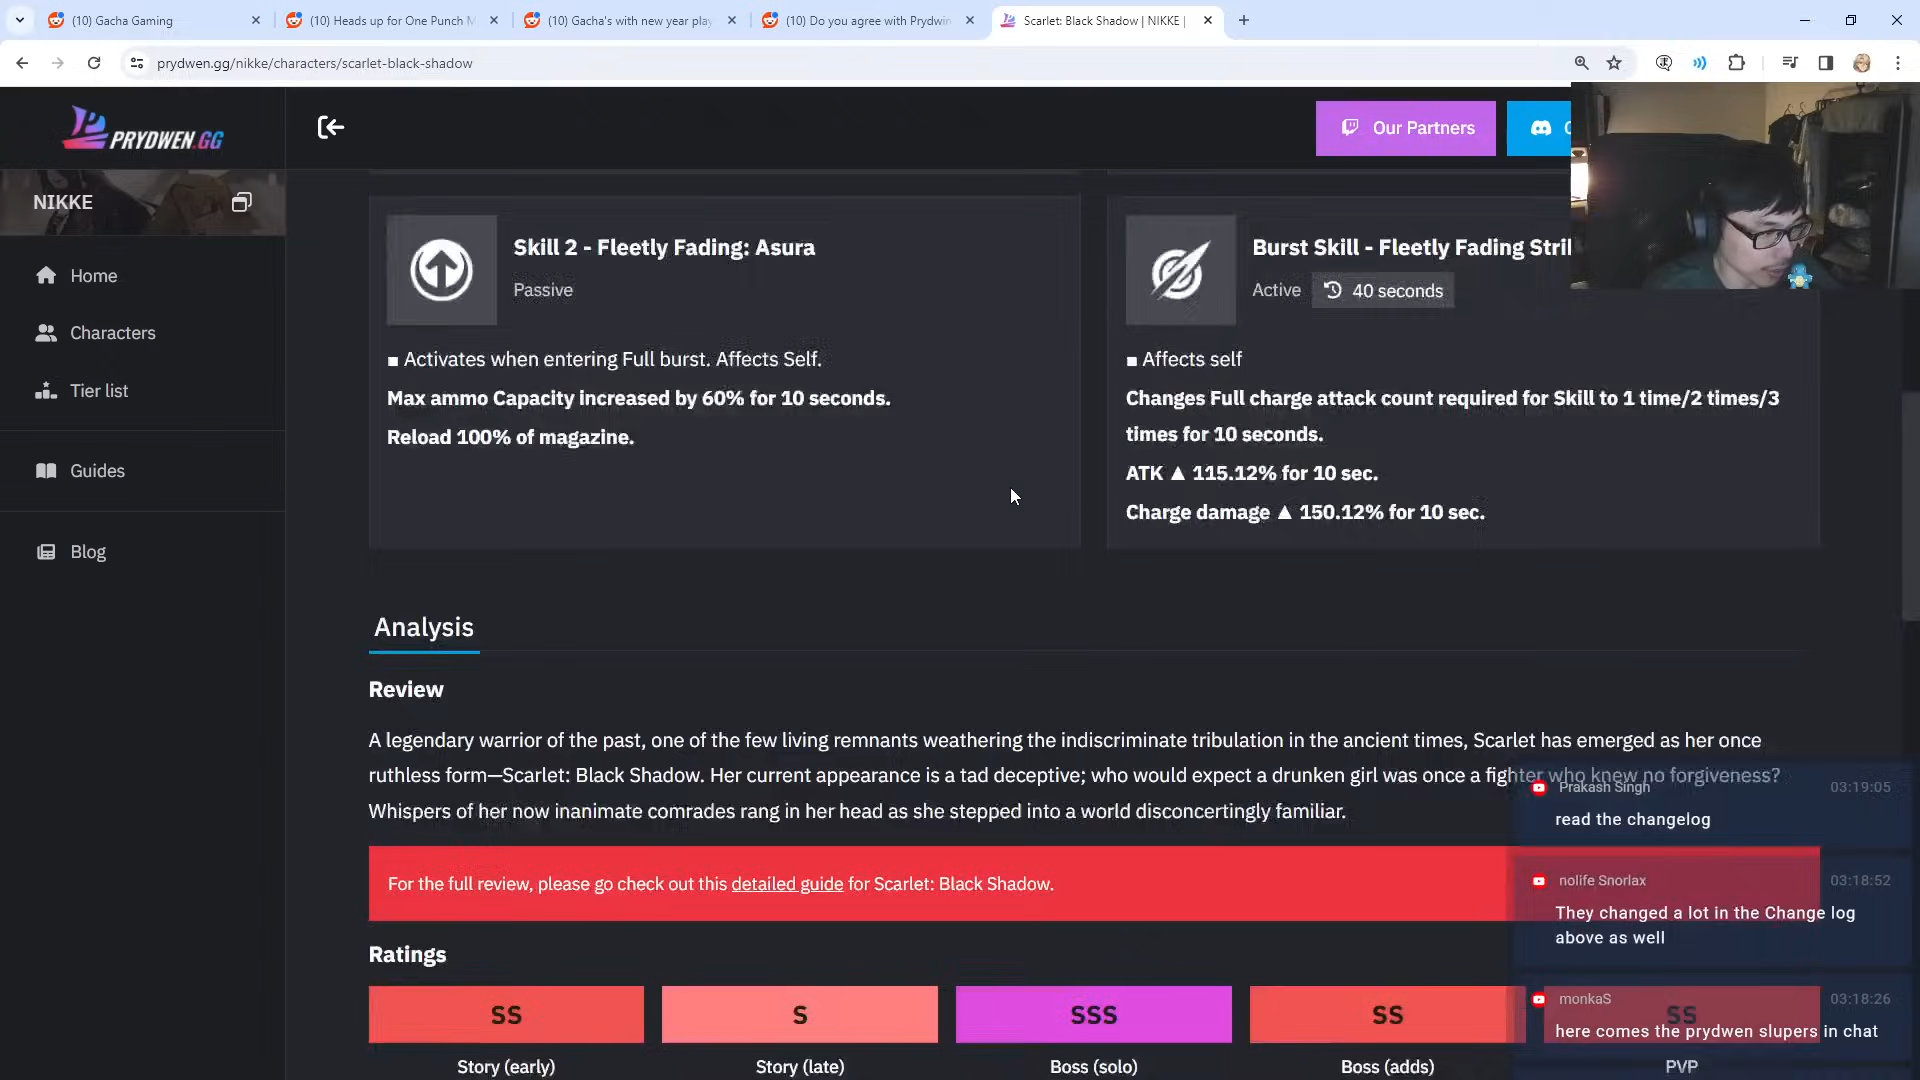 (10) Gacha Gaming
(10) Heads up for One Punch M
(10) Gacha's with new year play
(10) Do you agree with Prydwin
Scarlet: Black Shadow | NIKKE |
prydwen.gg/nikke/characters/scarlet-black-shadow
PRYDWEN.GG
Our Partners
NIKKE
Home
Characters
Tier list
Guides
Blog
Skill 2 - Fleetly Fading: Asura
Passive
■ Activates when entering Full burst. Affects Self.
Max ammo Capacity increased by 60% for 10 seconds.
Reload 100% of magazine.
Burst Skill - Fleetly Fading Stri
Active
40 seconds
■ Affects self
Changes Full charge attack count required for Skill to 1 time/2 times/3
times for 10 seconds.
ATK ▲ 115.12% for 10 sec.
Charge damage ▲ 150.12% for 10 sec.
Analysis
Review
A legendary warrior of the past, one of the few living remnants weathering the indiscriminate tribulation in the ancient times, Scarlet has emerged as her once
ruthless form—Scarlet: Black Shadow. Her current appearance is a tad deceptive; who would expect a drunken girl was once a fighter who knew no forgiveness?
Whispers of her now inanimate comrades rang in her head as she stepped into a world disconcertingly familiar.
For the full review, please go check out this detailed guide for Scarlet: Black Shadow.
Ratings
SS
S
SSS
SS
SS
Story (early)
Story (late)
Boss (solo)
Boss (adds)
PVP
Prakash Singh
03:19:05
read the changelog
nolife Snorlax
03:18:52
They changed a lot in the Change log
above as well
monkaS
03:18:26
here comes the prydwen slupers in chat